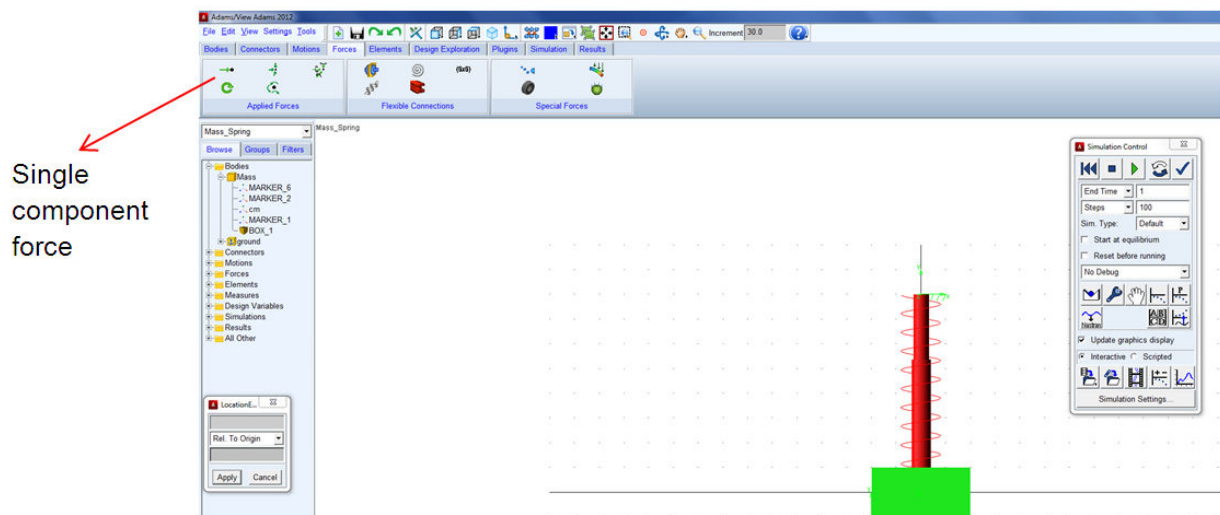 Adams/View Adams 2012
File Edit View Settings Tools
Increment 30.0
Bodies Connectors Motions Forces Elements Design Exploration Plugins Simulation Results
Applied Forces Flexible Connections Special Forces
Single
component
force
Mass_Spring
Mass_Spring
Browse Groups Filters
Bodies
Mass
MARKER_6
MARKER_2
cm
MARKER_1
BOX_1
ground
Connectors
Motions
Forces
Elements
Measures
Design Variables
Simulations
Results
All Other
LocationE...
Rel. To Origin
Apply Cancel
Simulation Control
End Time 1
Steps 100
Sim. Type: Default
Start at equilibrium
Reset before running
No Debug
Nastran
Update graphics display
Interactive Scripted
Simulation Settings...